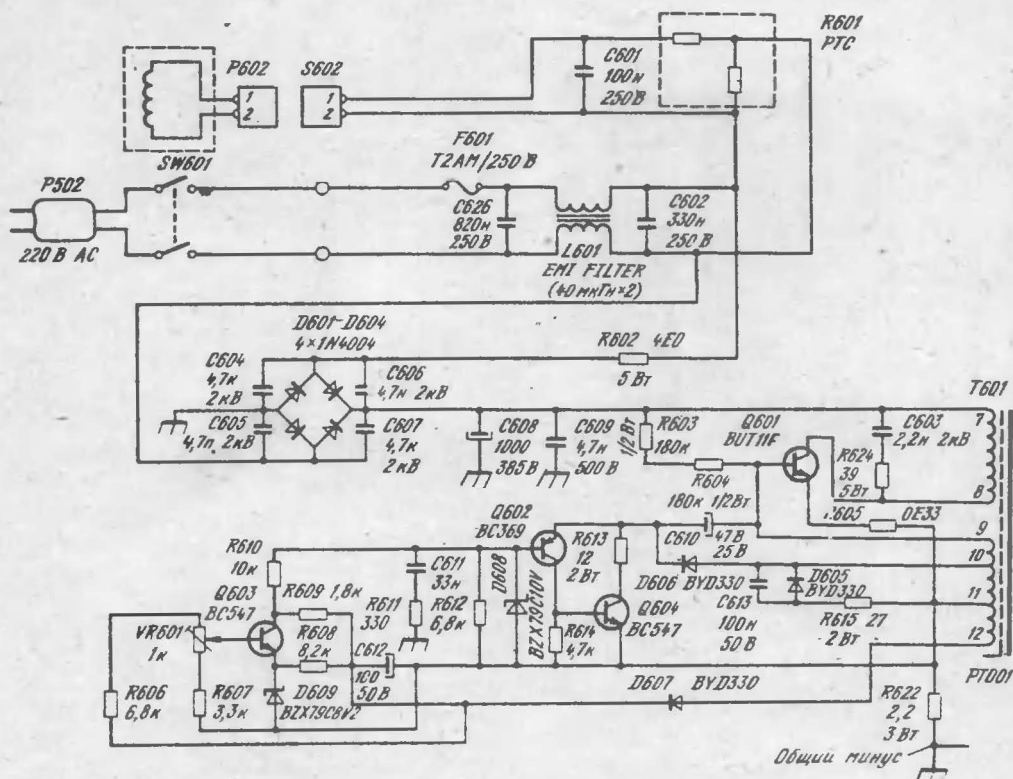 R601
PTC
P602
1
2
S602
1
2
C601
100н
250В
F601
T2AM/250В
SW601
P502
220В AC
C626
820н
250В
L601
EMI FILTER
(40мкГн×2)
C602
330н
250В
D601-D604
4×1N4004
R602 4E0
5Вт
C604
4,7к
2кВ
C605
4,7п 2кВ
C606
4,7н 2кВ
C607
4,7к
2кВ
C608
1000
385В
C609
4,7н
500В
1/2Вт
R603
180к
R604
180к 1/2Вт
Q601
BUT11F
C603
2,2н 2кВ
R624
39
5Вт
R605
0E33
T601
7
8
9
10
11
12
PT001
Q602
BC369
R610
10к
Q603
BC547
R609 1,8к
R608
8,2к
C611
33н
R611
330
R612
6,8к
D608
BZX79C10V
R613
12
2Вт
R614
4,7к
Q604
BC547
C610
47В
25В
D606 BYD330
C613
100н
50В
D605
BYD330
R615 27
2Вт
VR601
1к
C612
100
50В
R606
6,8к
R607
3,3к
D609
BZX79C8V2
D607 BYD330
R622
2,2
3Вт
Общий минус